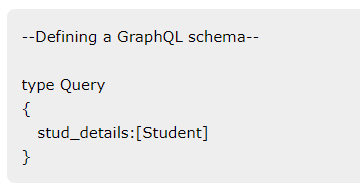 --Defining a GraphQL schema--
type Query
{
stud_details:[Student]
}